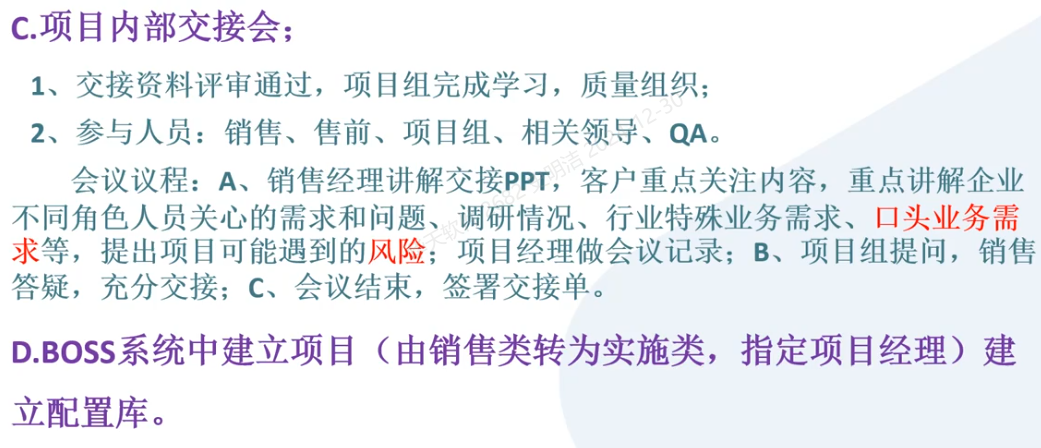 C.项目内部交接会；
1、交接资料评审通过，项目组完成学习，质量组织；
2、参与人员：销售、售前、项目组、相关领导、QA。
会议议程：A、销售经理讲解交接PPT，客户重点关注内容，重点讲解企业
不同角色人员关心的需求和问题、调研情况、行业特殊业务需求、口头业务需
求等，提出项目可能遇到的风险；项目经理做会议记录；B、项目组提问，销售
答疑，充分交接；C、会议结束，签署交接单。
D.BOSS系统中建立项目（由销售类转为实施类，指定项目经理）建
立配置库。